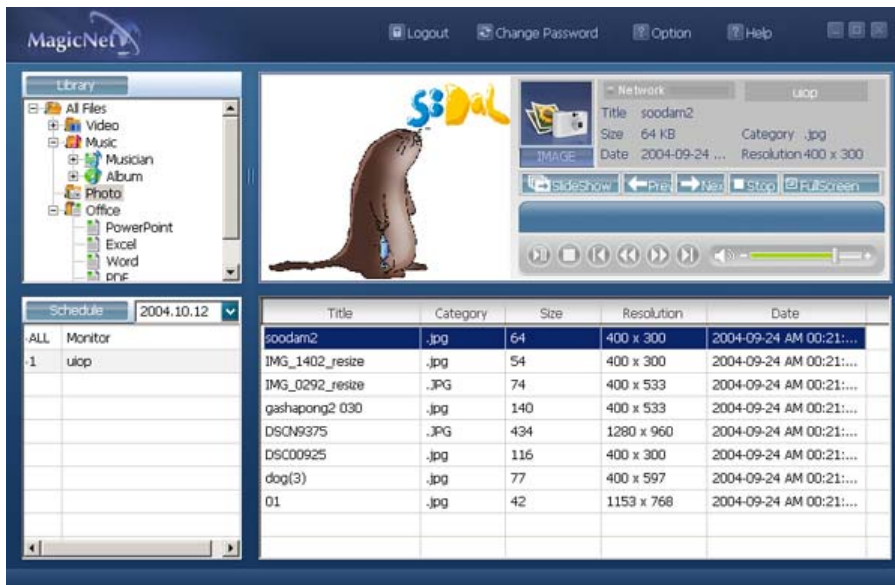 MagicNet
Logout
Change Password
Option
Help
Library
All Files
Video
Music
Musician
Album
Photo
Office
PowerPoint
Excel
Word
PDF
SDaL
IMAGE
Network
uiop
Title soodam2
Size 64 KB Category .jpg
Date 2004-09-24 ... Resolution 400 x 300
SlideShow Prev Nex Stop FullScreen
Schedule 2004.10.12
ALL Monitor
1 uiop
Title Category Size Resolution Date
soodam2 .jpg 64 400 x 300 2004-09-24 AM 00:21:...
IMG_1402_resize .jpg 54 400 x 300 2004-09-24 AM 00:21:...
IMG_0292_resize .JPG 74 400 x 533 2004-09-24 AM 00:21:...
gashapong2 030 .jpg 140 400 x 533 2004-09-24 AM 00:21:...
DSCN9375 .JPG 434 1280 x 960 2004-09-24 AM 00:21:...
DSC00925 .jpg 116 400 x 300 2004-09-24 AM 00:21:...
dog(3) .jpg 77 400 x 597 2004-09-24 AM 00:21:...
01 .jpg 42 1153 x 768 2004-09-24 AM 00:21:...